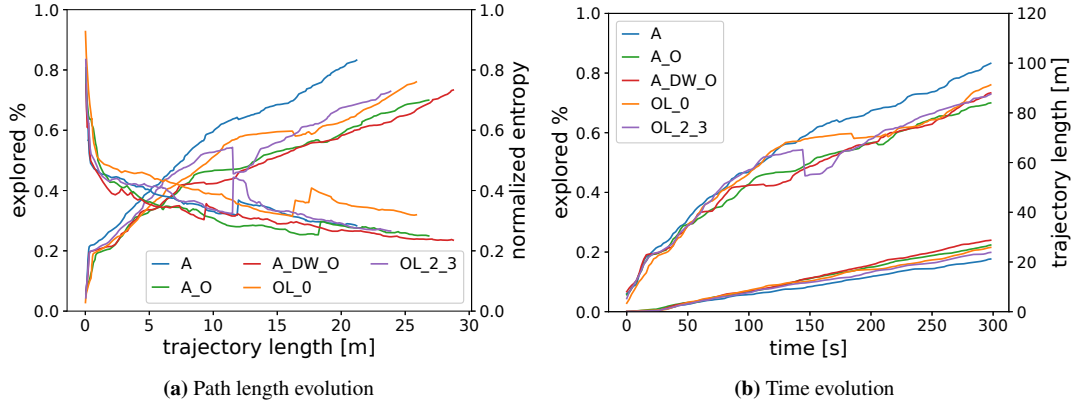 1.0
0.8
0.6
0.4
0.2
0.0
explored %
0 5 10 15 20 25
trajectory length [m]
1.0
0.8
0.6
0.4
0.2
0.0
normalized entropy
A A_DW_O OL_2_3
A_O OL_0
(a) Path length evolution
1.0
0.8
0.6
0.4
0.2
0.0
explored %
0 50 100 150 200 250 300
time [s]
120
100
80
60
40
20
0
trajectory length [m]
A
A_O
A_DW_O
OL_0
OL_2_3
(b) Time evolution